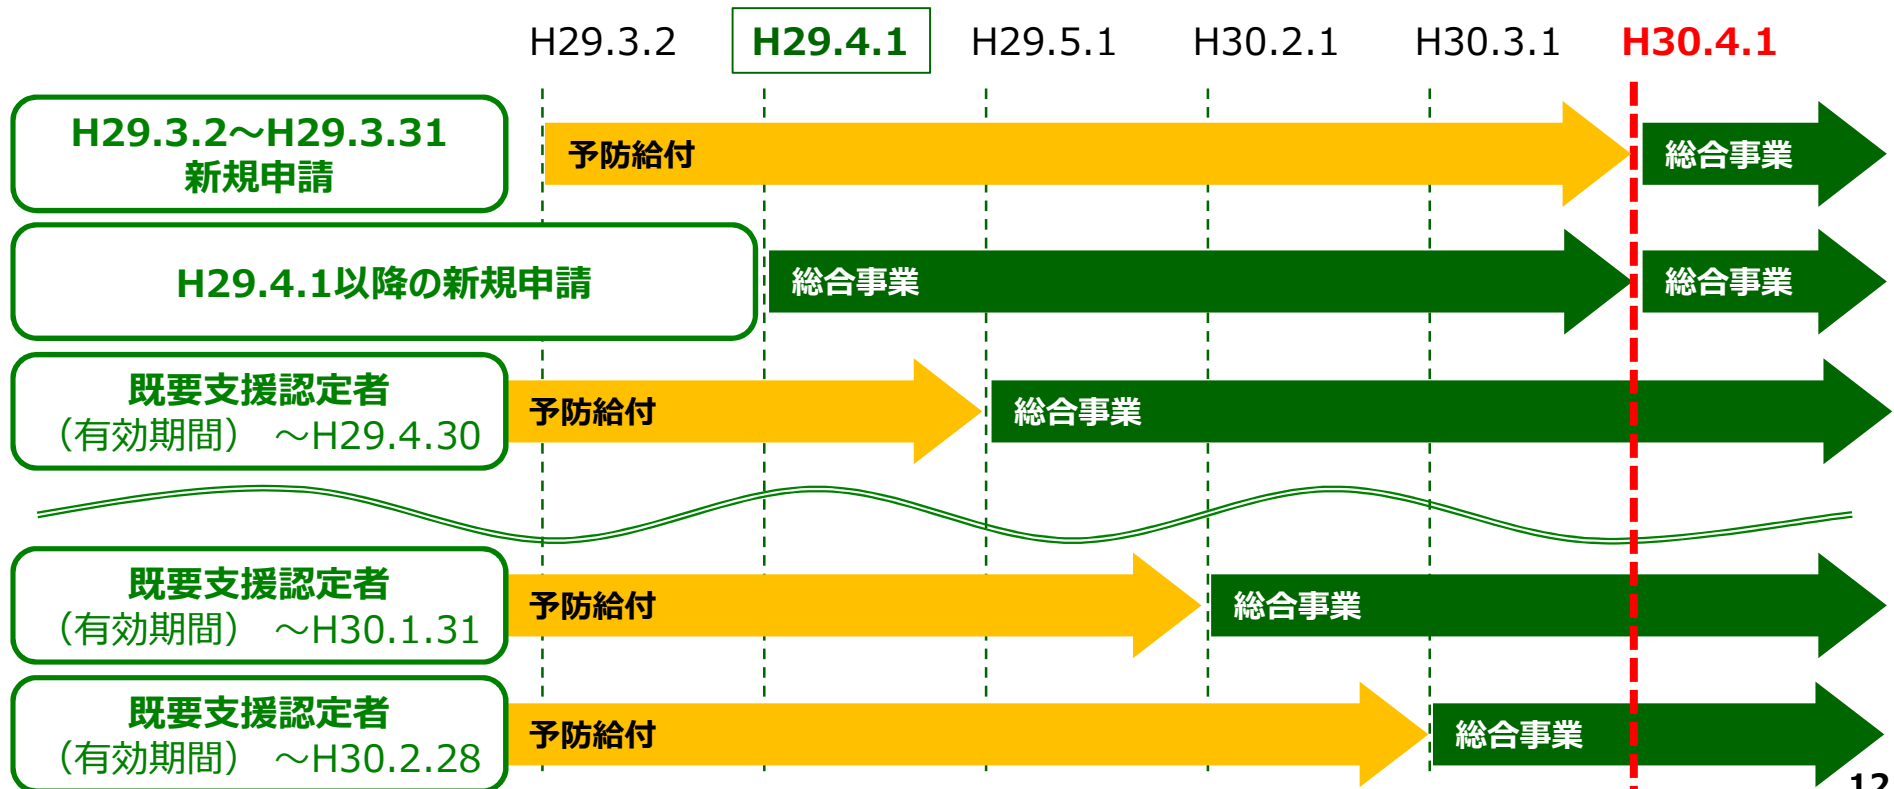 H29.3.2
H29.4.1
H29.5.1
H30.2.1
H30.3.1
H30.4.1
H29.3.2～H29.3.31
新規申請
予防給付
総合事業
H29.4.1以降の新規申請
総合事業
総合事業
既要支援認定者
（有効期間） ～H29.4.30
予防給付
総合事業
既要支援認定者
（有効期間） ～H30.1.31
予防給付
総合事業
既要支援認定者
（有効期間） ～H30.2.28
予防給付
総合事業
12